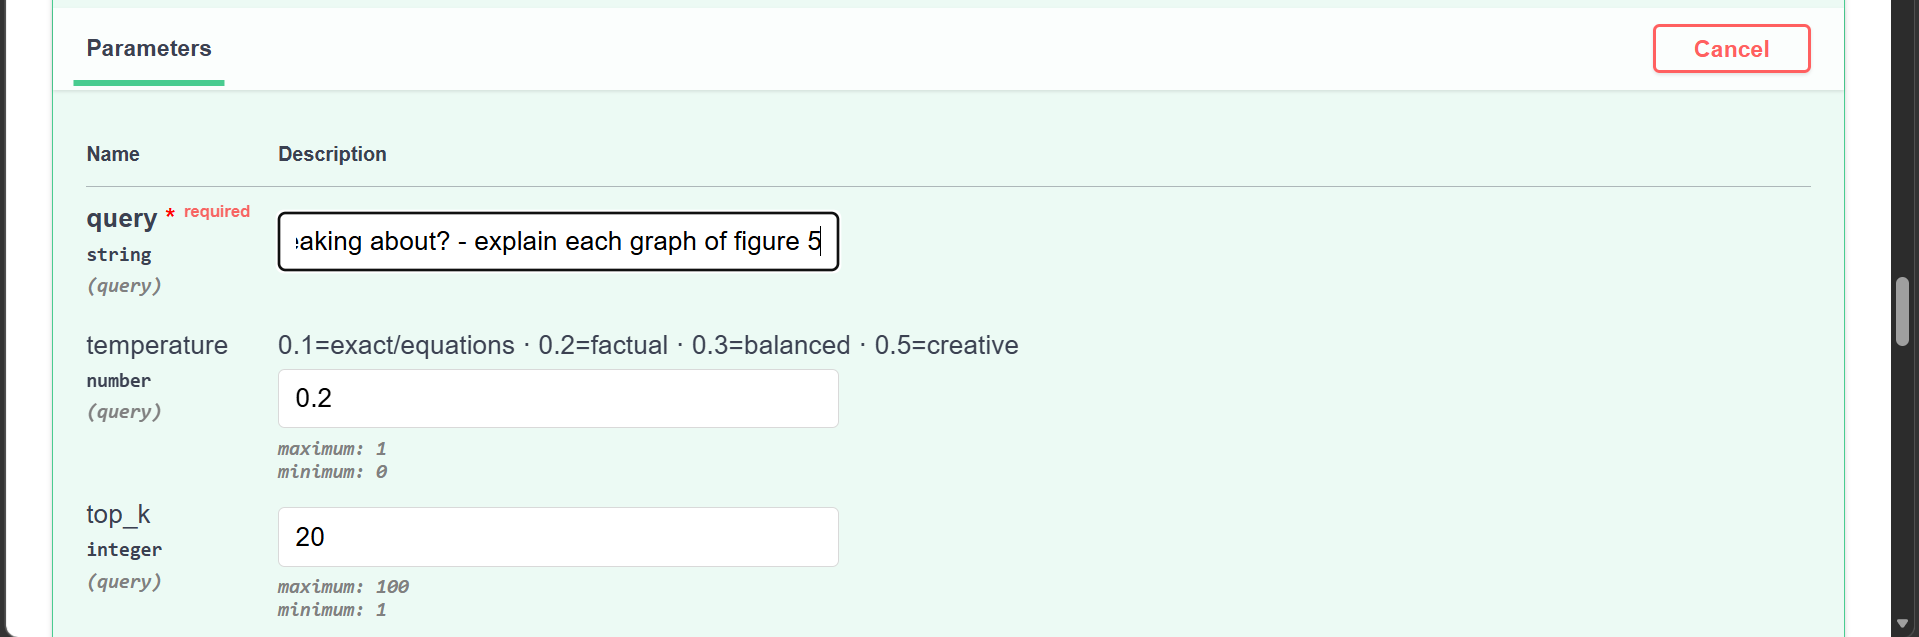 Parameters
Cancel
Name Description
query * required
string
(query)
about? - explain each graph of figure 5
temperature
number
(query)
0.1=exact/equations · 0.2=factual · 0.3=balanced · 0.5=creative
0.2
maximum: 1
minimum: 0
top_k
integer
(query)
20
maximum: 100
minimum: 1